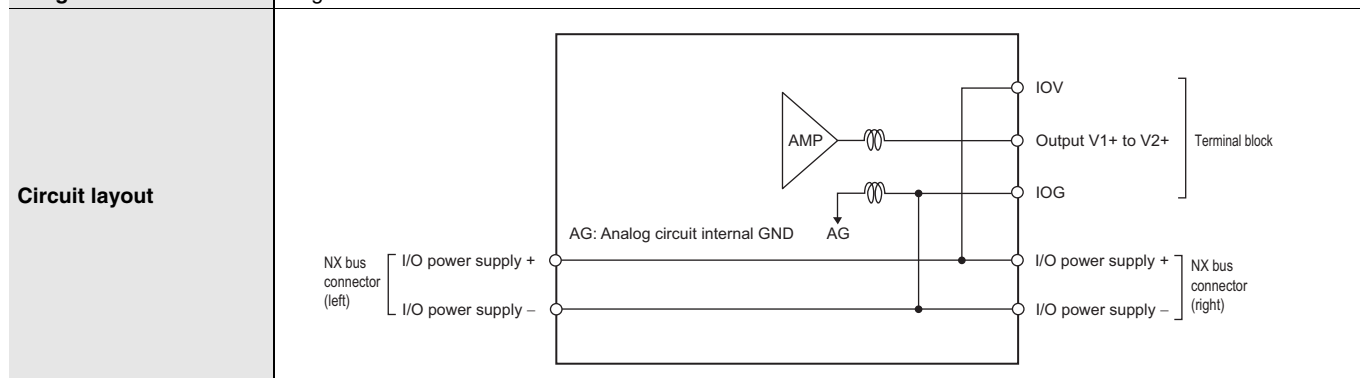 Circuit layout
IOV
AMP
Output V1+ to V2+
Terminal block
IOG
AG: Analog circuit internal GND
AG
NX bus
connector
(left)
I/O power supply +
I/O power supply –
I/O power supply +
I/O power supply –
NX bus
connector
(right)